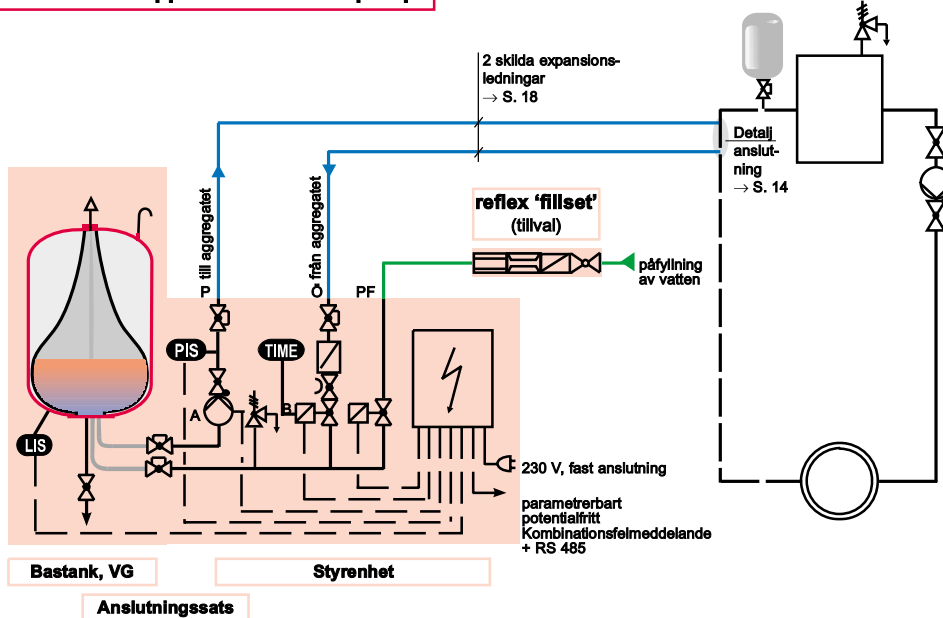 2 skilda expansions-
ledningar
→ S. 18
Detalj
anslut-
ning
→ S. 14
till aggregatet
från aggregatet
reflex ‘fillset’
(tillval)
påfyllning
av vatten
P
O
PF
PIS
TIME
A
B
LIS
230 V, fast anslutning
parametrerbart
potentialfritt
Kombinationsfelmeddelande
+ RS 485
Bastank, VG
Styrenhet
Anslutningssats